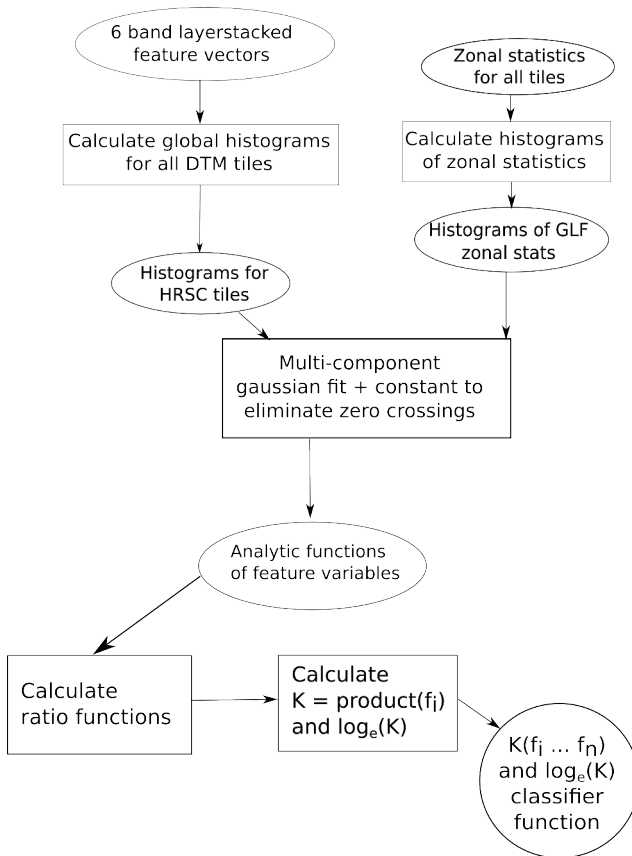 6 band layerstacked
feature vectors
Zonal statistics
for all tiles
Calculate global histograms
for all DTM tiles
Calculate histograms
of zonal statistics
Histograms for
HRSC tiles
Histograms of GLF
zonal stats
Multi-component
gaussian fit + constant to
eliminate zero crossings
Analytic functions
of feature variables
Calculate
ratio functions
Calculate
K = product(fᵢ)
and logₑ(K)
K(fᵢ ... fₙ)
and logₑ(K)
classifier
function